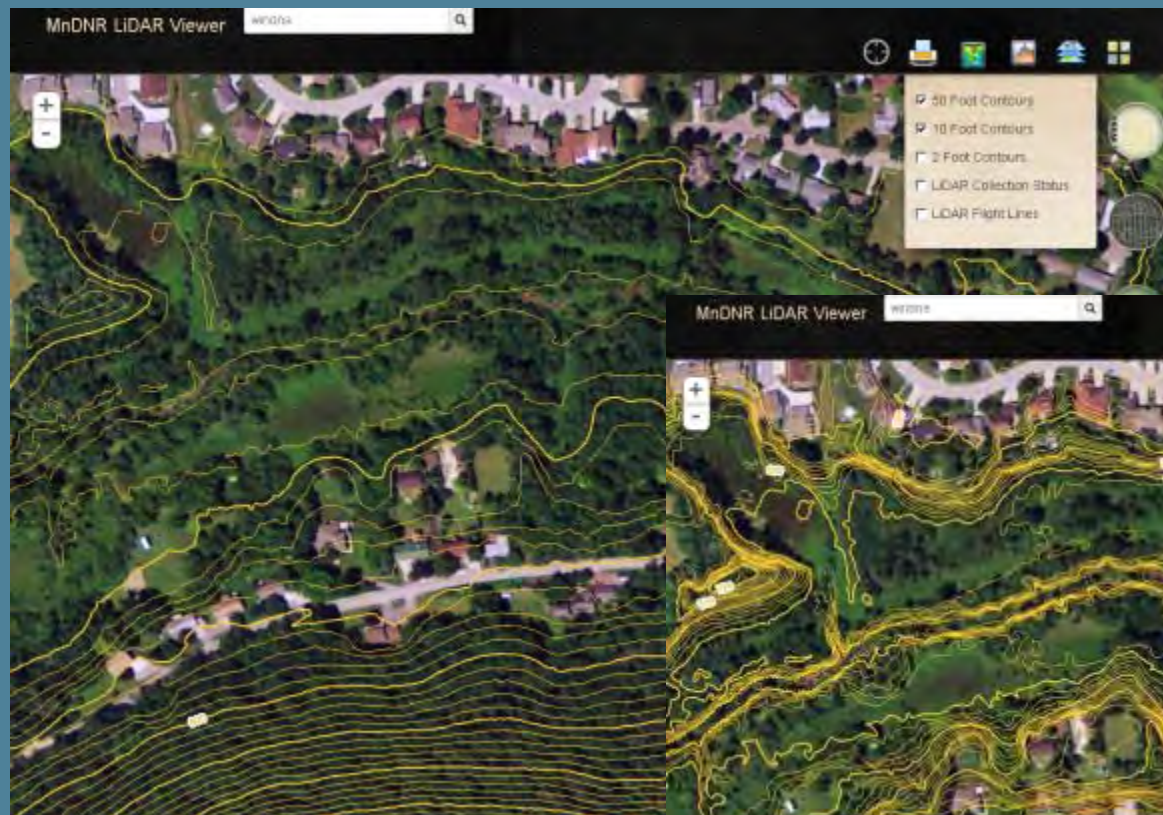 MnDNR LiDAR Viewer
winona
+
-
50 Foot Contours
10 Foot Contours
2 Foot Contours
LiDAR Collection Status
LiDAR Flight Lines
MnDNR LiDAR Viewer
winona
+
-